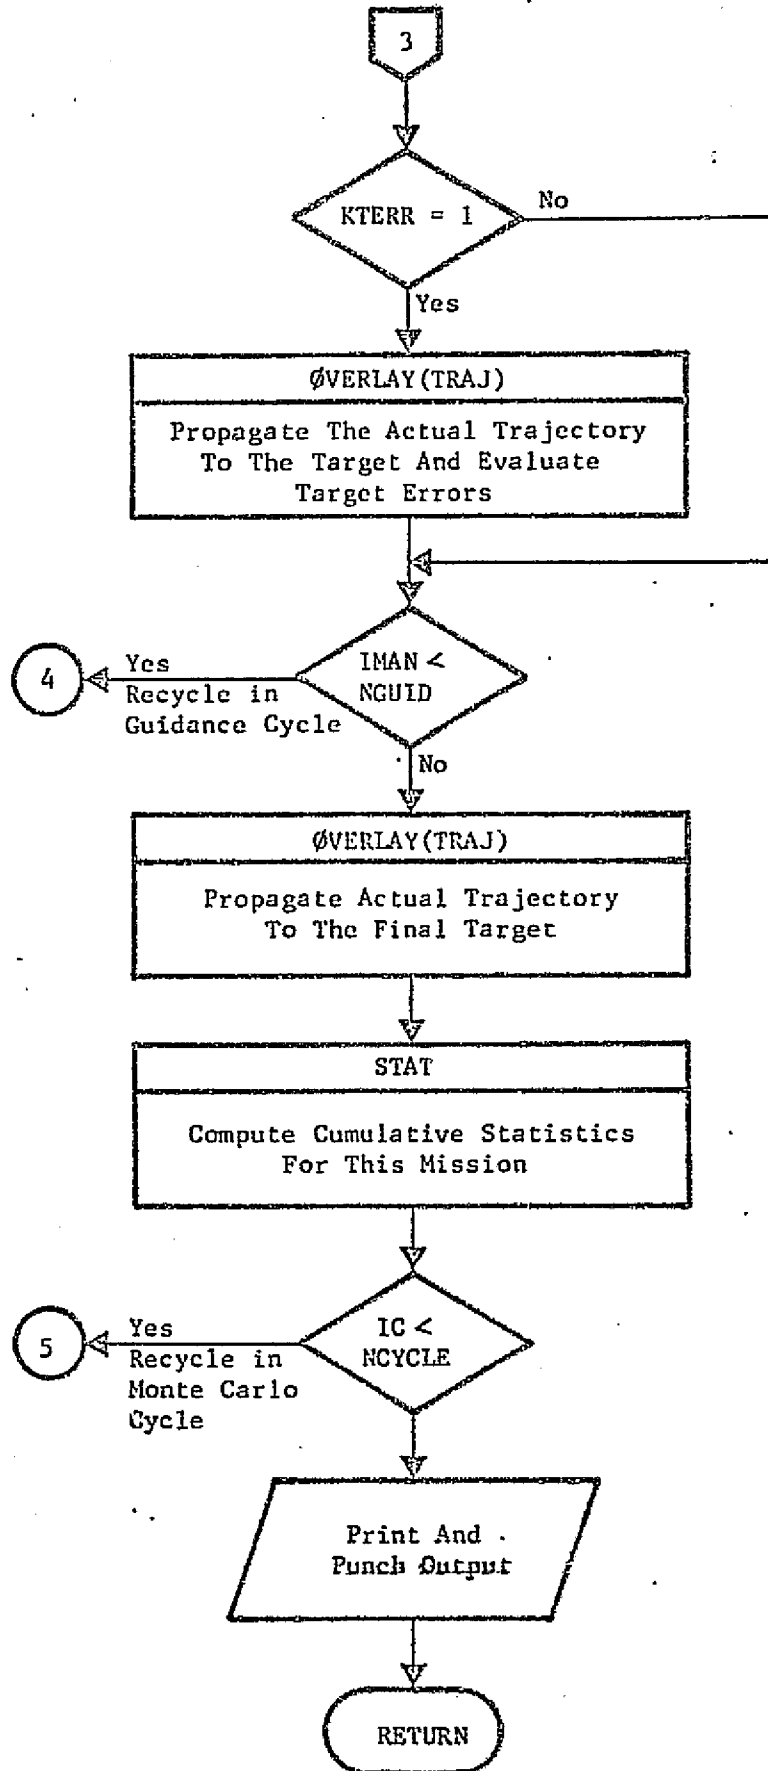 3
KTERR = 1
No
Yes
ØVERLAY(TRAJ)
Propagate The Actual Trajectory
To The Target And Evaluate
Target Errors
IMAN <
NGUID
Yes
Recycle in
Guidance Cycle
4
No
ØVERLAY(TRAJ)
Propagate Actual Trajectory
To The Final Target
STAT
Compute Cumulative Statistics
For This Mission
IC <
NCYCLE
Yes
Recycle in
Monte Carlo
Cycle
5
Print And
Punch Output
RETURN